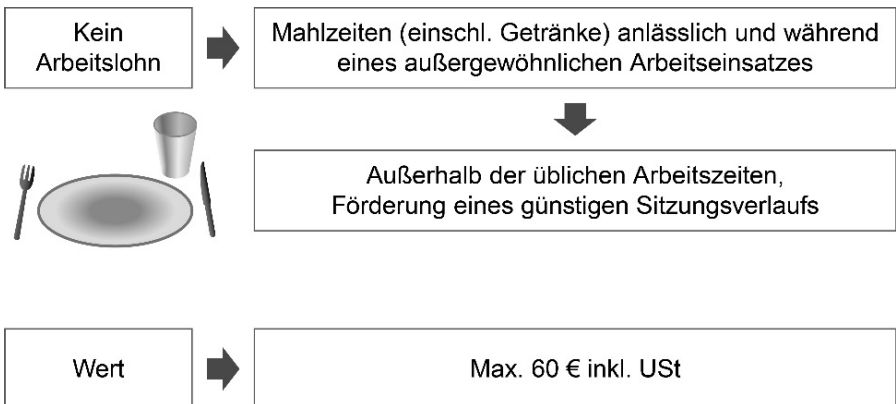 Kein
Arbeitslohn
Mahlzeiten (einschl. Getränke) anlässlich und während
eines außergewöhnlichen Arbeitseinsatzes
Außerhalb der üblichen Arbeitszeiten,
Förderung eines günstigen Sitzungsverlaufs
Wert
Max. 60 € inkl. USt